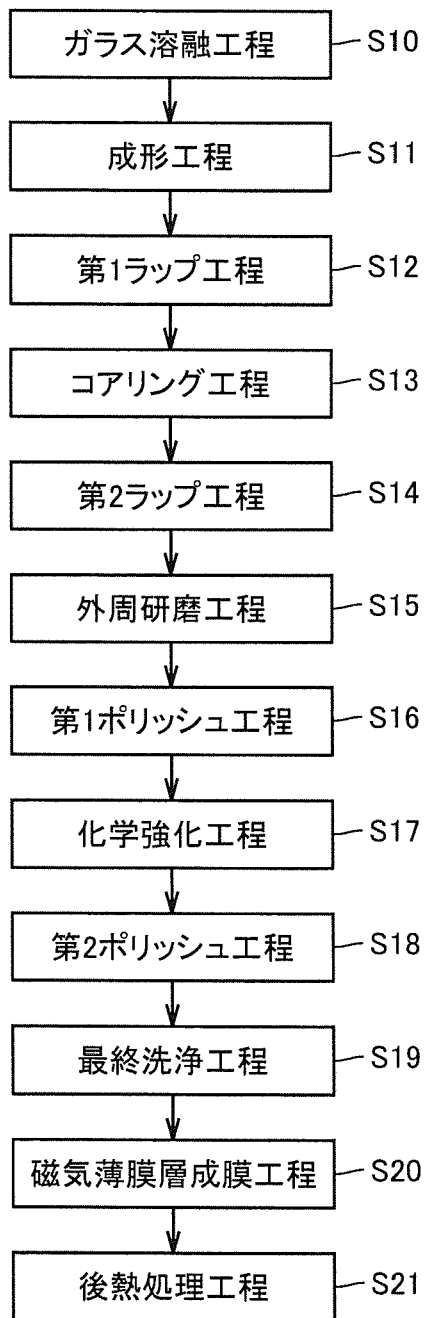 ガラス溶融工程 S10
成形工程 S11
第1ラップ工程 S12
コアリング工程 S13
第2ラップ工程 S14
外周研磨工程 S15
第1ポリッシュ工程 S16
化学強化工程 S17
第2ポリッシュ工程 S18
最終洗浄工程 S19
磁気薄膜層成膜工程 S20
後熱処理工程 S21